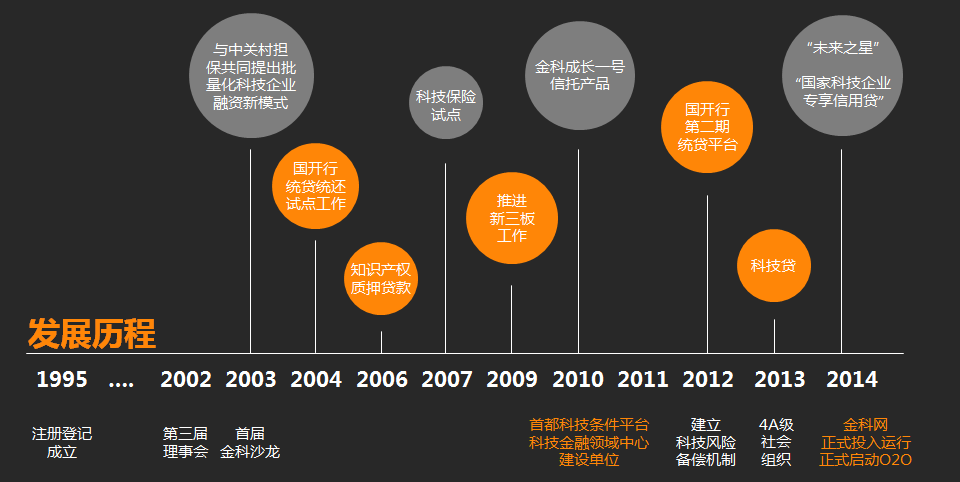 与中关村担
保共同提出批
量化科技企业
融资新模式
国开行
统贷统还
试点工作
知识产权
质押贷款
科技保险
试点
推进
新三板
工作
金科成长一号
信托产品
国开行
第二期
统贷平台
科技贷
“未来之星”
“国家科技企业
专享信用贷”
发展历程
1995 .... 2002 2003 2004 2006 2007 2009 2010 2011 2012 2013 2014
注册登记
成立
第三届
理事会
首届
金科沙龙
首都科技条件平台
科技金融领域中心
建设单位
建立
科技风险
备偿机制
4A级
社会
组织
金科网
正式投入运行
正式启动O2O